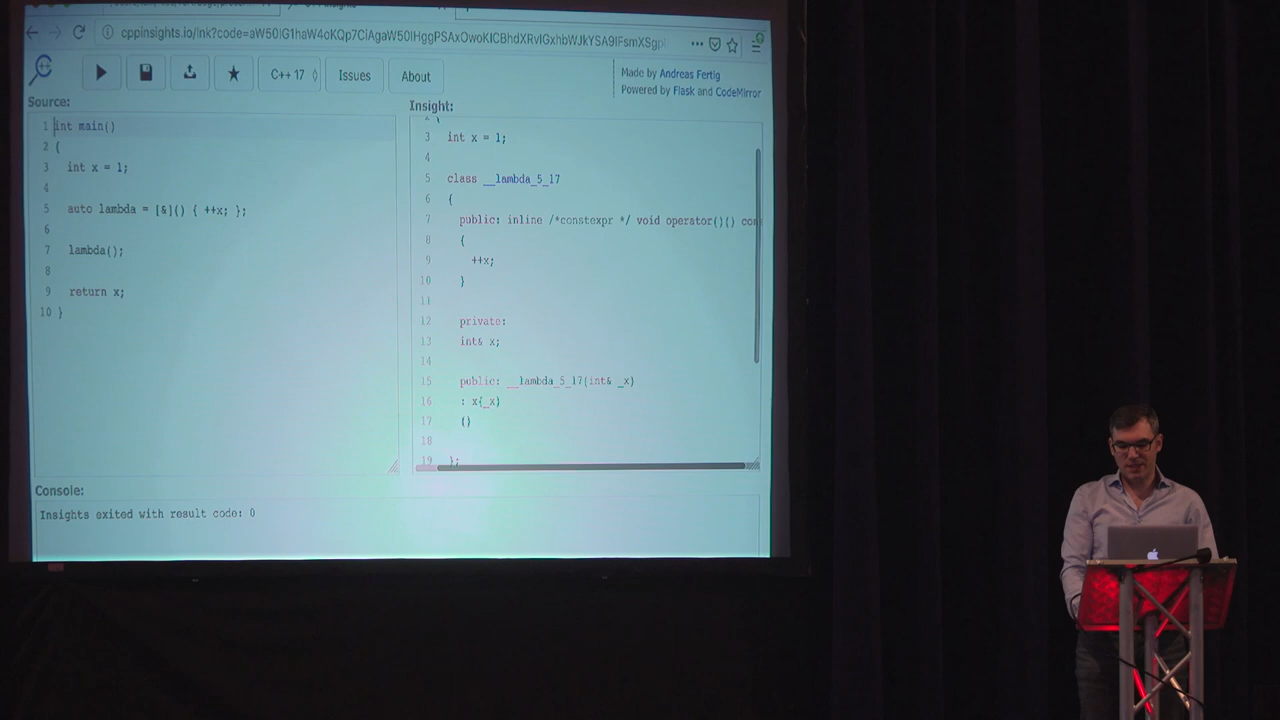 cppinsights.io/lnk?code=
C++ 17
Issues
About
Made by Andreas Fertig
Powered by Flask and CodeMirror
Source:
1 int main()
2 {
3 int x = 1;
4
5 auto lambda = [&]() { ++x; };
6
7 lambda();
8
9 return x;
10 }
Insight:
3 int x = 1;
4
5 class __lambda_5_17
6 {
7 public: inline /*constexpr */ void operator()() con
8 {
9 ++x;
10 }
11
12 private:
13 int& x;
14
15 public: __lambda_5_17(int& _x)
16 : x{_x}
17 {}
18
19 };
Console:
Insights exited with result code: 0